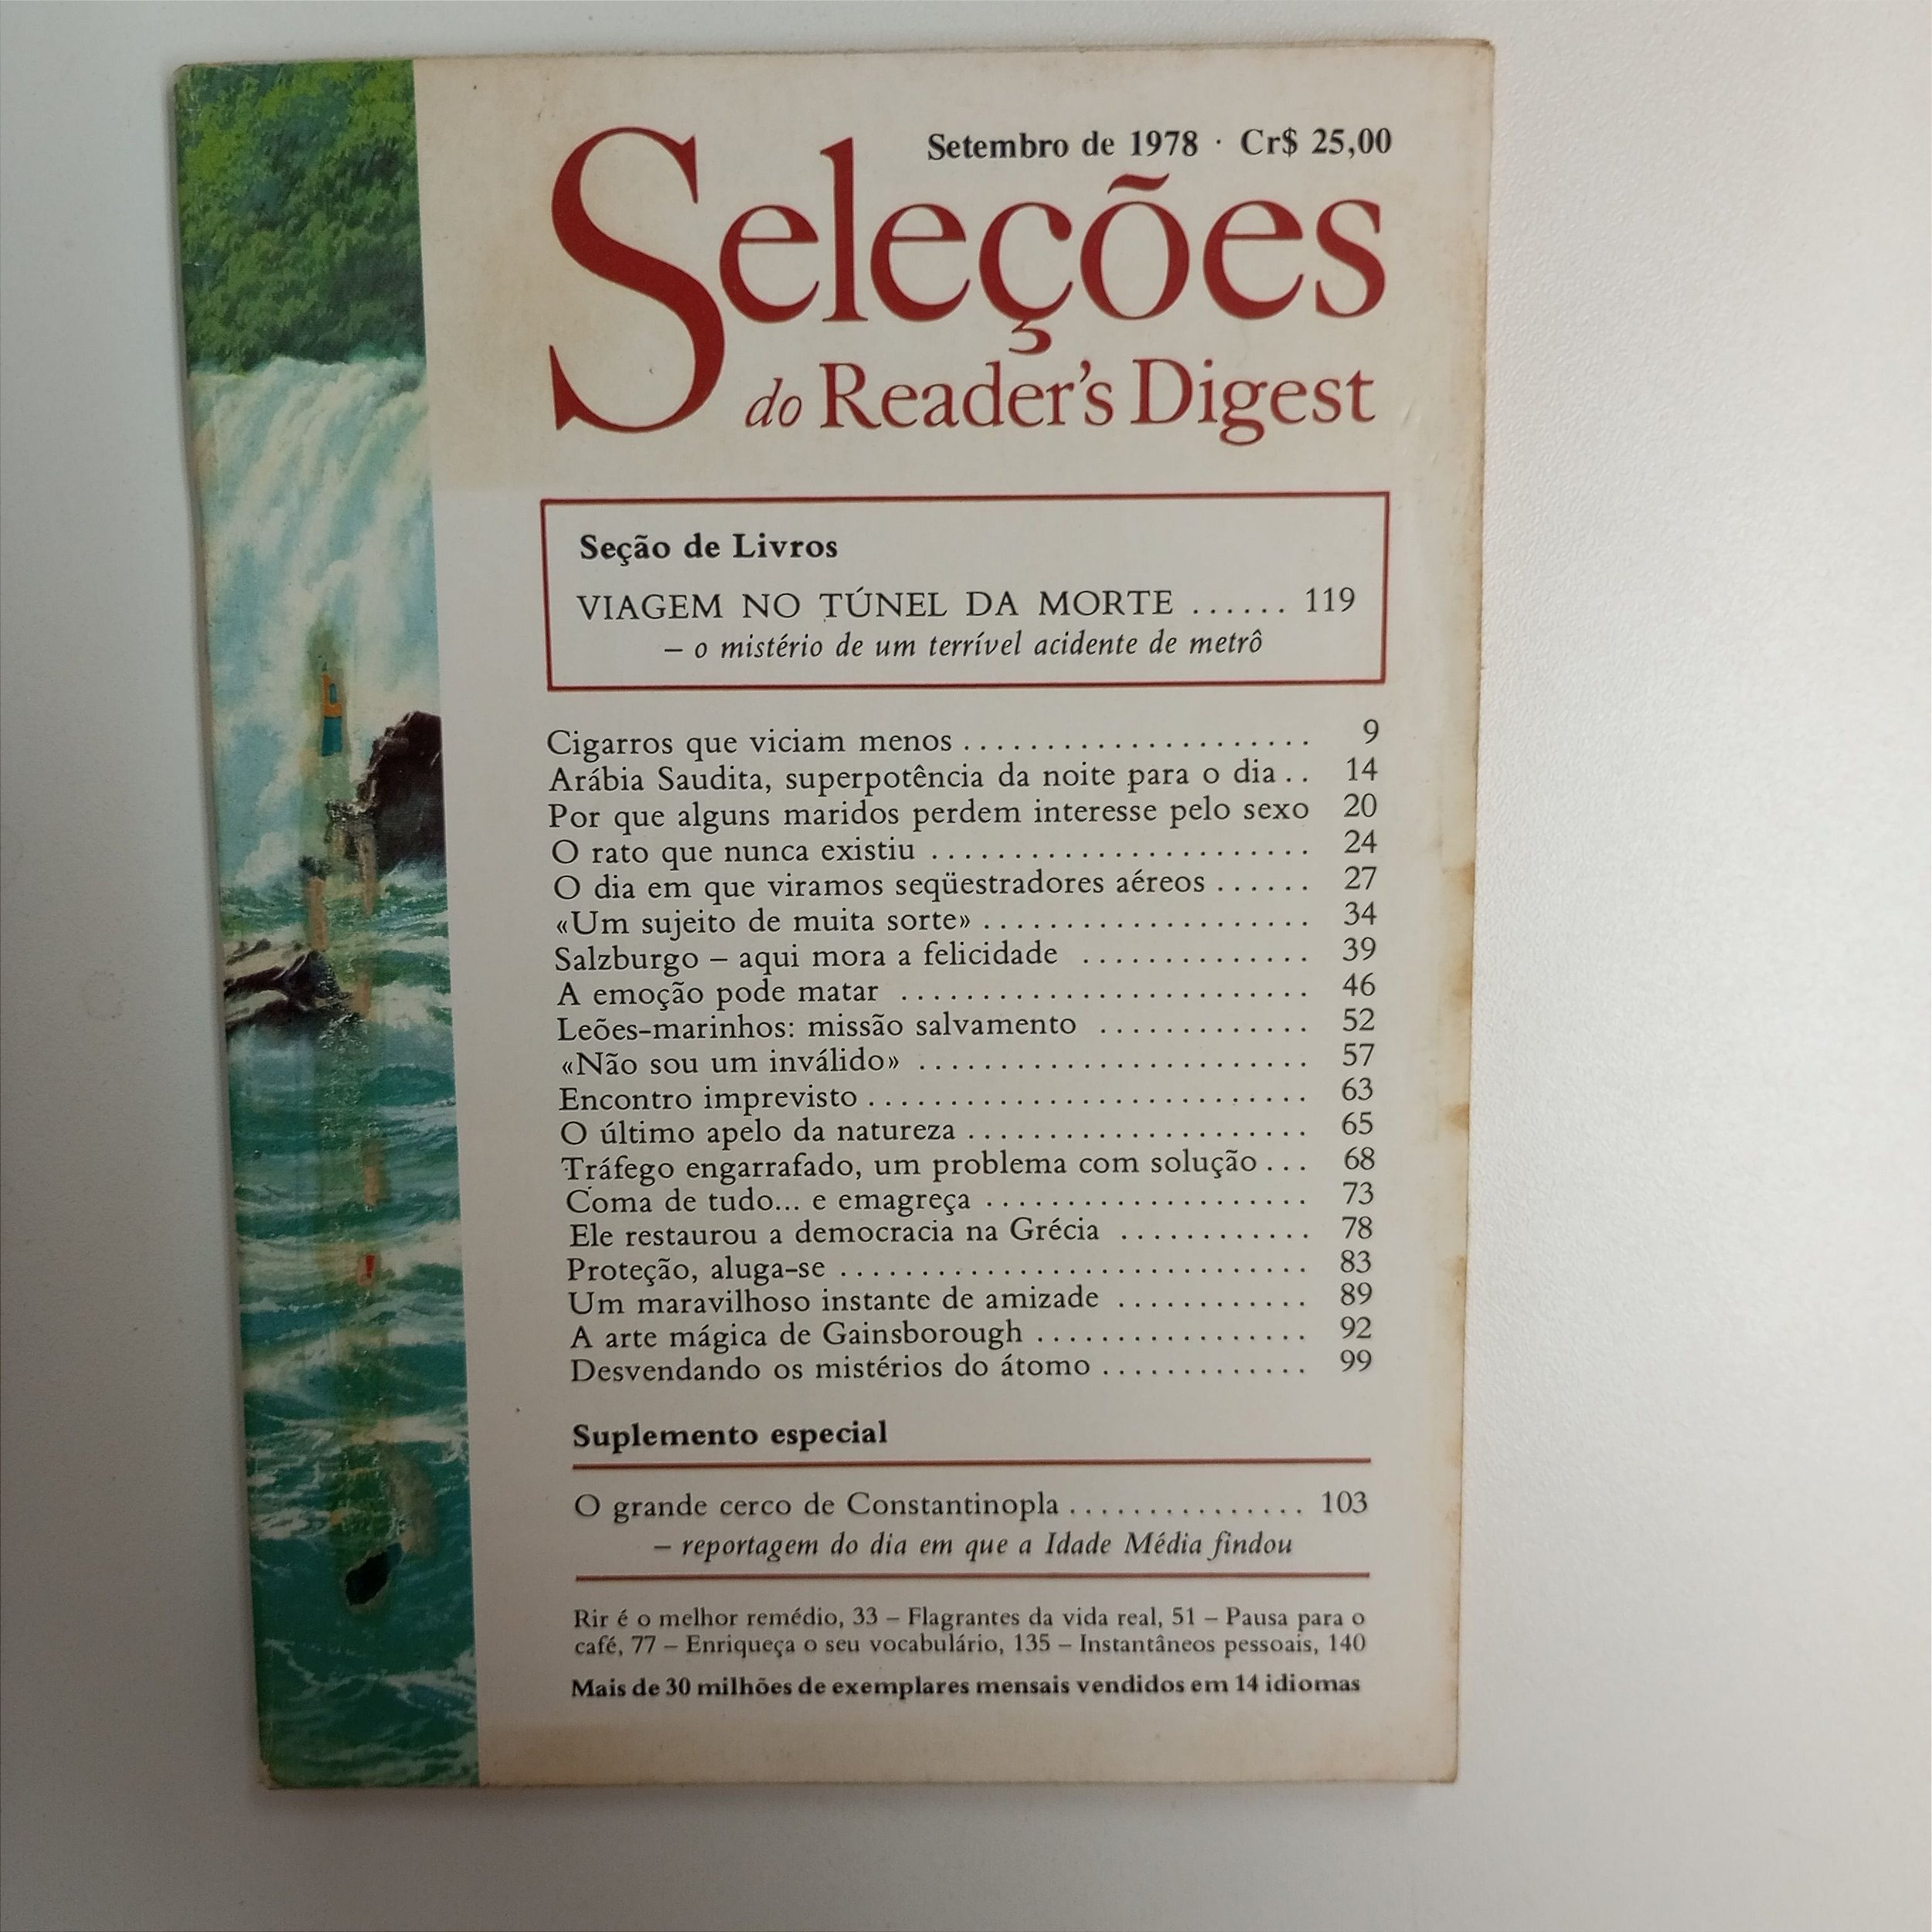 Setembro de 1978 · Cr$ 25,00
Seleções
do Reader's Digest
Seção de Livros
VIAGEM NO TÚNEL DA MORTE ...... 119
– o mistério de um terrível acidente de metrô
Cigarros que viciam menos ..................... 9
Arábia Saudita, superpotência da noite para o dia .. 14
Por que alguns maridos perdem interesse pelo sexo 20
O rato que nunca existiu ....................... 24
O dia em que viramos seqüestradores aéreos ...... 27
«Um sujeito de muita sorte» .................... 34
Salzburgo – aqui mora a felicidade .............. 39
A emoção pode matar ......................... 46
Leões-marinhos: missão salvamento ............. 52
«Não sou um inválido» ........................ 57
Encontro imprevisto ........................... 63
O último apelo da natureza ..................... 65
Tráfego engarrafado, um problema com solução ... 68
Coma de tudo... e emagreça .................... 73
Ele restaurou a democracia na Grécia ............ 78
Proteção, aluga-se ............................. 83
Um maravilhoso instante de amizade ............ 89
A arte mágica de Gainsborough ................. 92
Desvendando os mistérios do átomo ............. 99
Suplemento especial
O grande cerco de Constantinopla ............... 103
– reportagem do dia em que a Idade Média findou
Rir é o melhor remédio, 33 – Flagrantes da vida real, 51 – Pausa para o
café, 77 – Enriqueça o seu vocabulário, 135 – Instantâneos pessoais, 140
Mais de 30 milhões de exemplares mensais vendidos em 14 idiomas